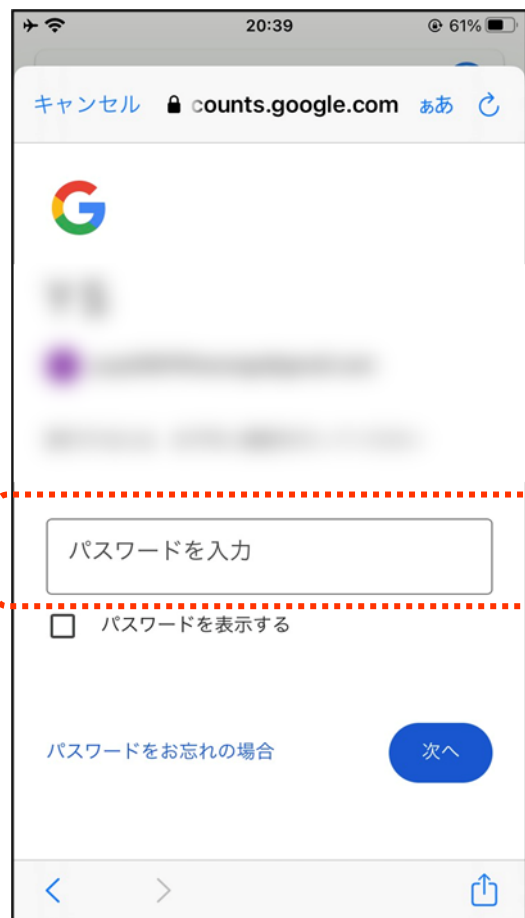 20:39
61%
キャンセル counts.google.com ぁあ
パスワードを入力
パスワードを表示する
パスワードをお忘れの場合
次へ